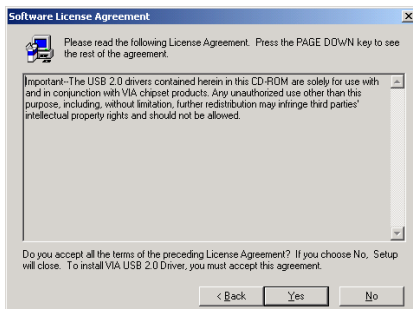 Software License Agreement
Please read the following License Agreement. Press the PAGE DOWN key to see
the rest of the agreement.
Important--The USB 2.0 drivers contained herein in this CD-ROM are solely for use with
and in conjunction with VIA chipset products. Any unauthorized use other than this
purpose, including, without limitation, further redistribution may infringe third parties'
intellectual property rights and should not be allowed.
Do you accept all the terms of the preceding License Agreement? If you choose No, Setup
will close. To install VIA USB 2.0 Driver, you must accept this agreement.
< Back
Yes
No